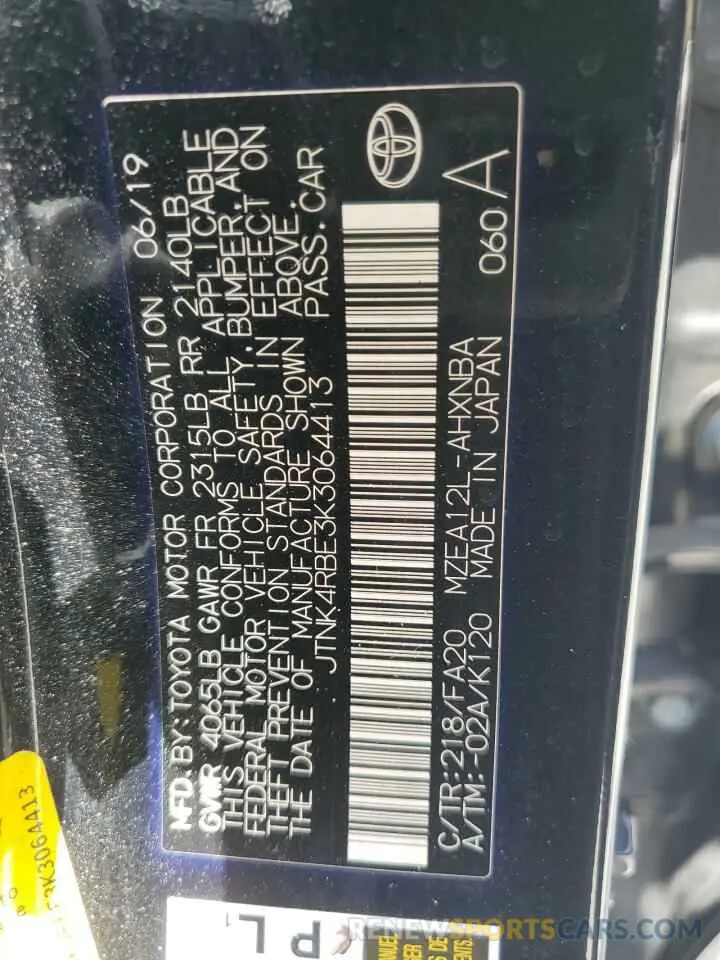 MFD. BY: TOYOTA MOTOR CORPORATION 06/19
GVWR 4065LB GAWR FR 2315LB RR 2140LB
THIS VEHICLE CONFORMS TO ALL APPLICABLE
FEDERAL MOTOR VEHICLE SAFETY, BUMPER, AND
THEFT PREVENTION STANDARDS IN EFFECT ON
THE DATE OF MANUFACTURE SHOWN ABOVE.
JTNK4RBE3K3064413 PASS. CAR
C/TR:218/FA20 MZEA12L-AHXNBA 060 A
A/TM:-02A/K120 MADE IN JAPAN
3K3064413
PL1
RENEWSPORTSCARS.COM